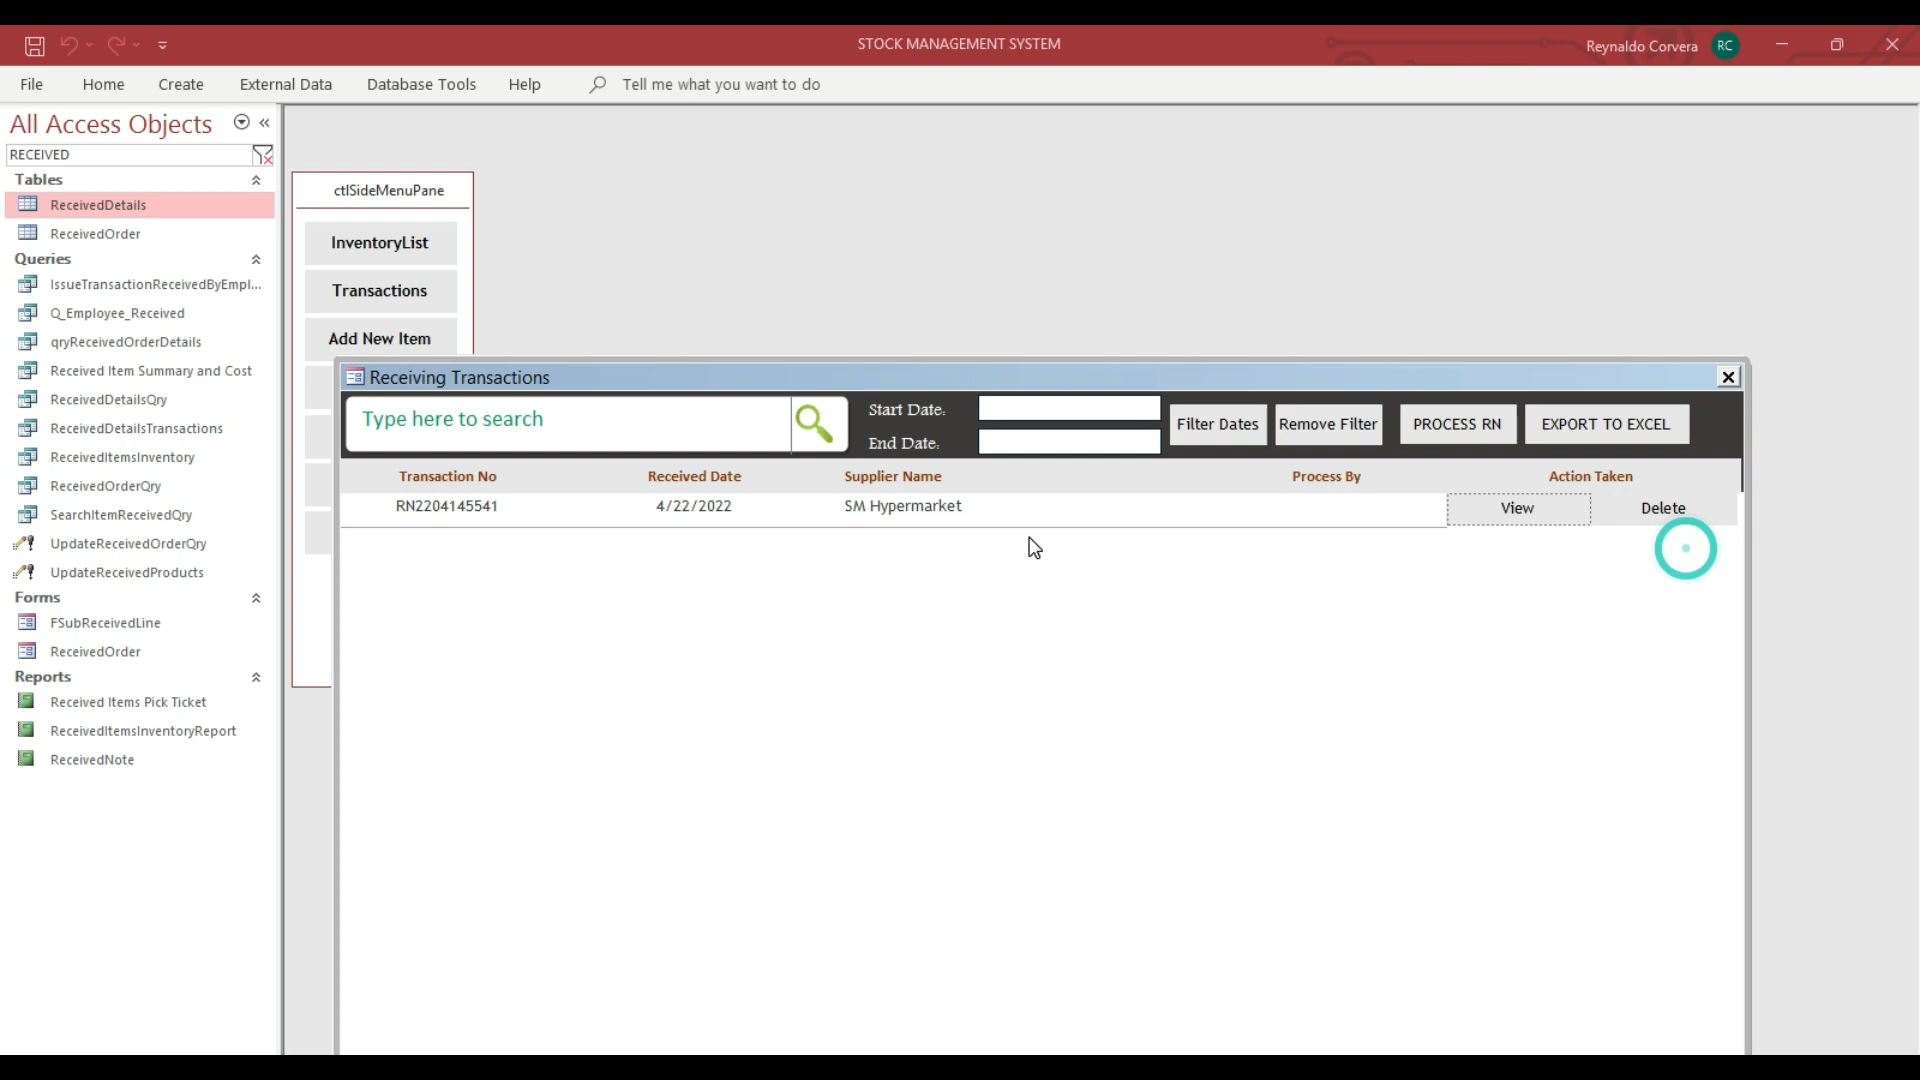 STOCK MANAGEMENT SYSTEM
Reynaldo Corvera RC
File Home Create External Data Database Tools Help Tell me what you want to do
All Access Objects
RECEIVED
Tables
ReceivedDetails
ReceivedOrder
Queries
IssueTransactionReceivedByEmpl...
Q_Employee_Received
qryReceivedOrderDetails
Received Item Summary and Cost
ReceivedDetailsQry
ReceivedDetailsTransactions
ReceivedItemsInventory
ReceivedOrderQry
SearchItemReceivedQry
UpdateReceivedOrderQry
UpdateReceivedProducts
Forms
FSubReceivedLine
ReceivedOrder
Reports
Received Items Pick Ticket
ReceivedItemsInventoryReport
ReceivedNote
ctlSideMenuPane
InventoryList
Transactions
Add New Item
Receiving Transactions
Type here to search
Start Date:
End Date:
Filter Dates Remove Filter PROCESS RN EXPORT TO EXCEL
Transaction No Received Date Supplier Name Process By Action Taken
RN2204145541 4/22/2022 SM Hypermarket View Delete